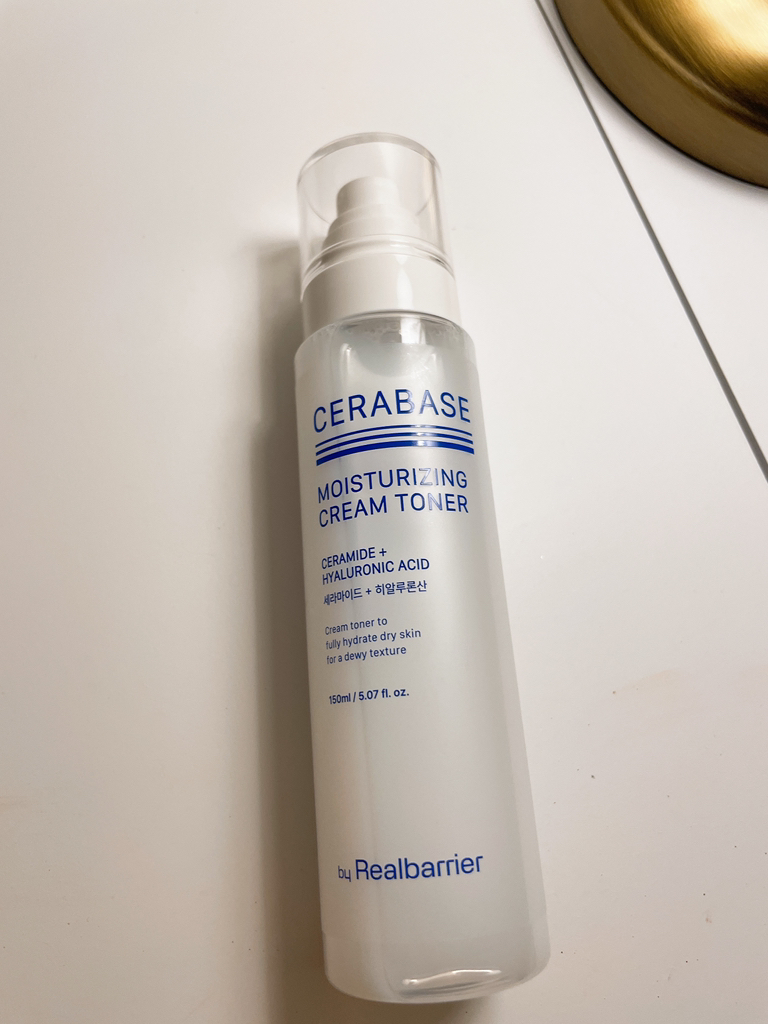 CERABASE
MOISTURIZING
CREAM TONER
CERAMIDE +
HYALURONIC ACID
세라마이드 + 히알루론산
Cream toner to
fully hydrate dry skin
for a dewy texture
150ml / 5.07 fl. oz.
by Realbarrier